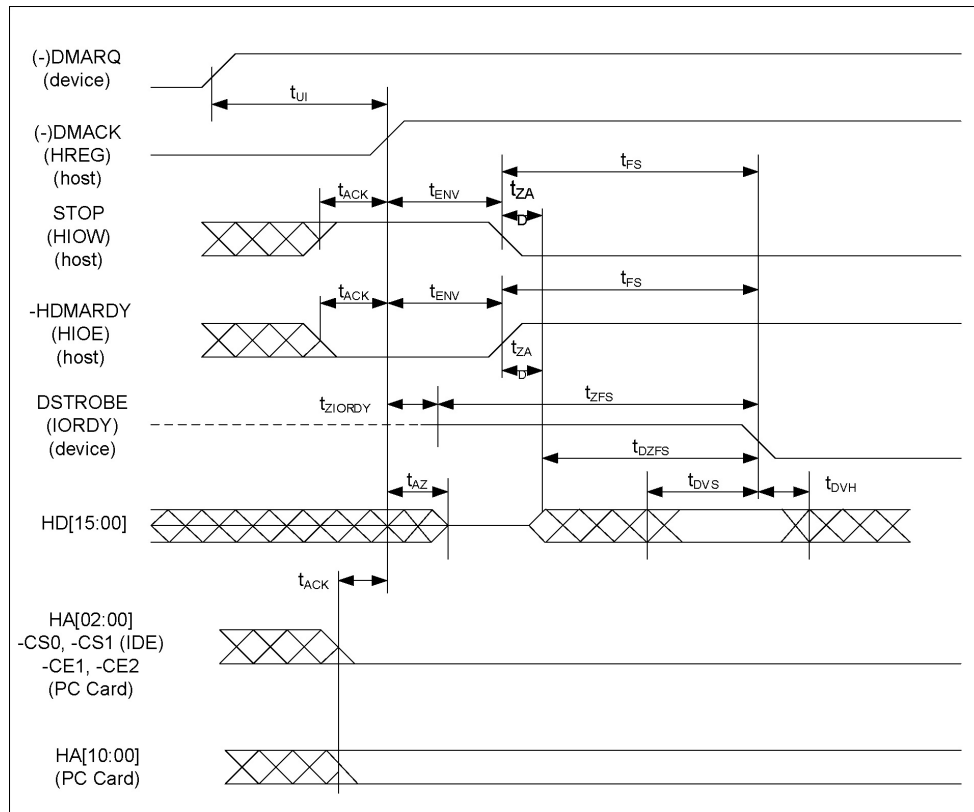 (-)DMARQ
(device)
tUI
(-)DMACK
(HREG)
(host)
tFS
tACK
tENV
tZA
D
STOP
(HIOW)
(host)
tFS
tACK
tENV
-HDMARDY
(HIOE)
(host)
tZA
D
DSTROBE
(IORDY)
(device)
tZIORDY
tZFS
tDZFS
tAZ
tDVS
tDVH
HD[15:00]
tACK
HA[02:00]
-CS0, -CS1 (IDE)
-CE1, -CE2
(PC Card)
HA[10:00]
(PC Card)